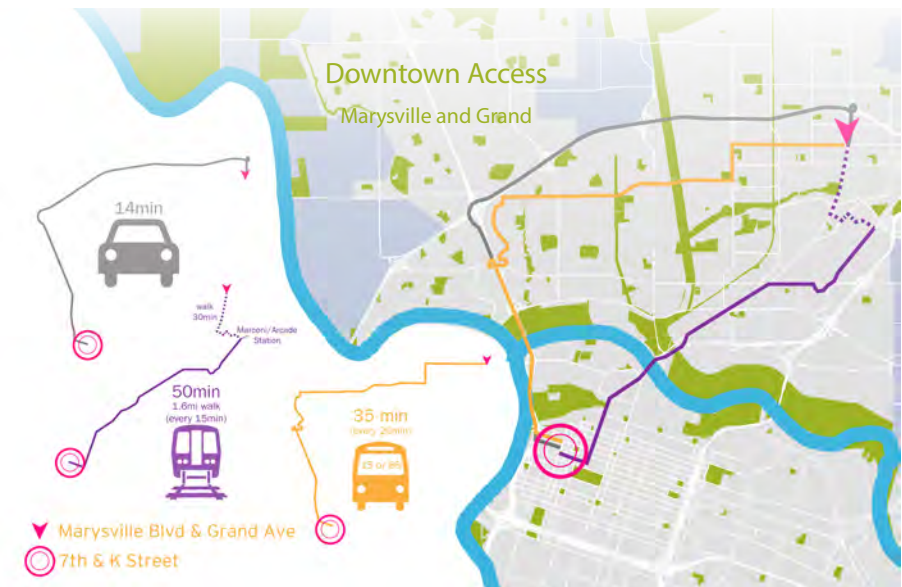 Downtown Access
Marysville and Grand
14min
walk
30min
Marconi/Arcade
Station
50min
1.6mi walk
(every 15min)
35 min
(every 20min)
15 or 86
Marysville Blvd & Grand Ave
7th & K Street